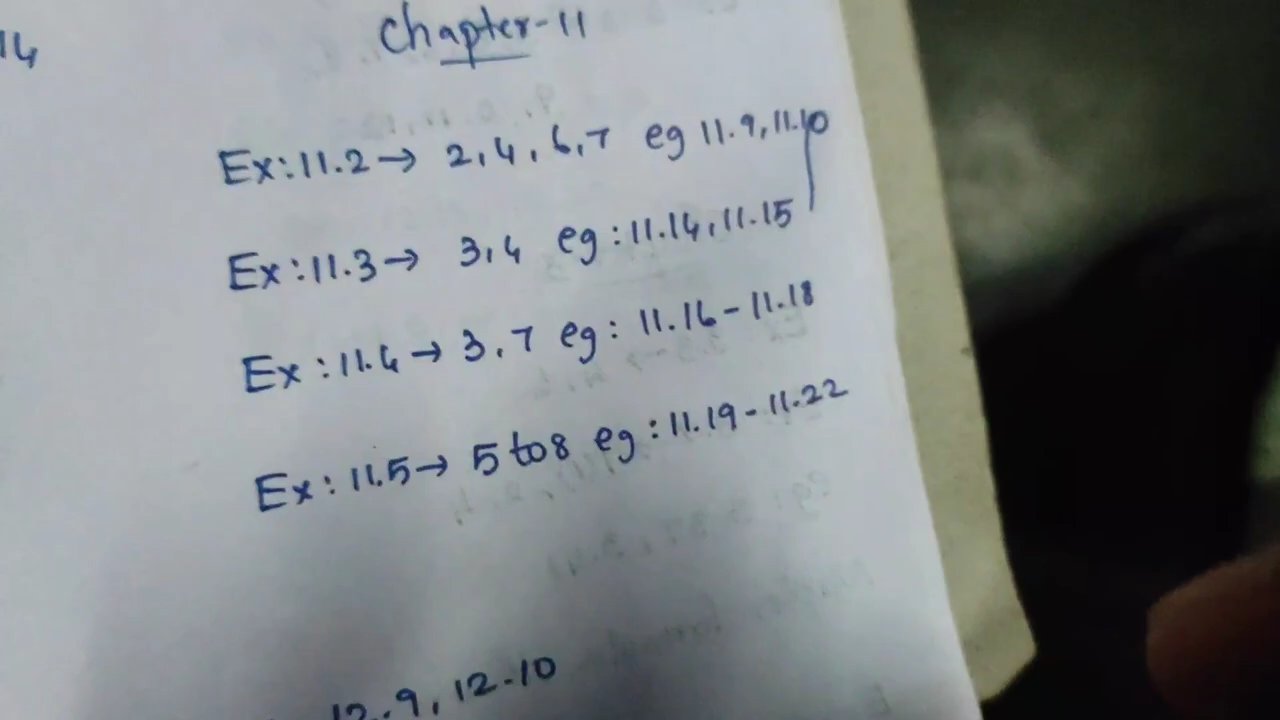 14
Chapter-11
Ex:11.2→ 2,4,6,7 eg 11.9,11.10
Ex:11.3→ 3,4 eg:11.14,11.15
Ex:11.4→ 3,7 eg: 11.16-11.18
Ex:11.5→ 5 to 8 eg:11.19-11.22
12.9, 12.10